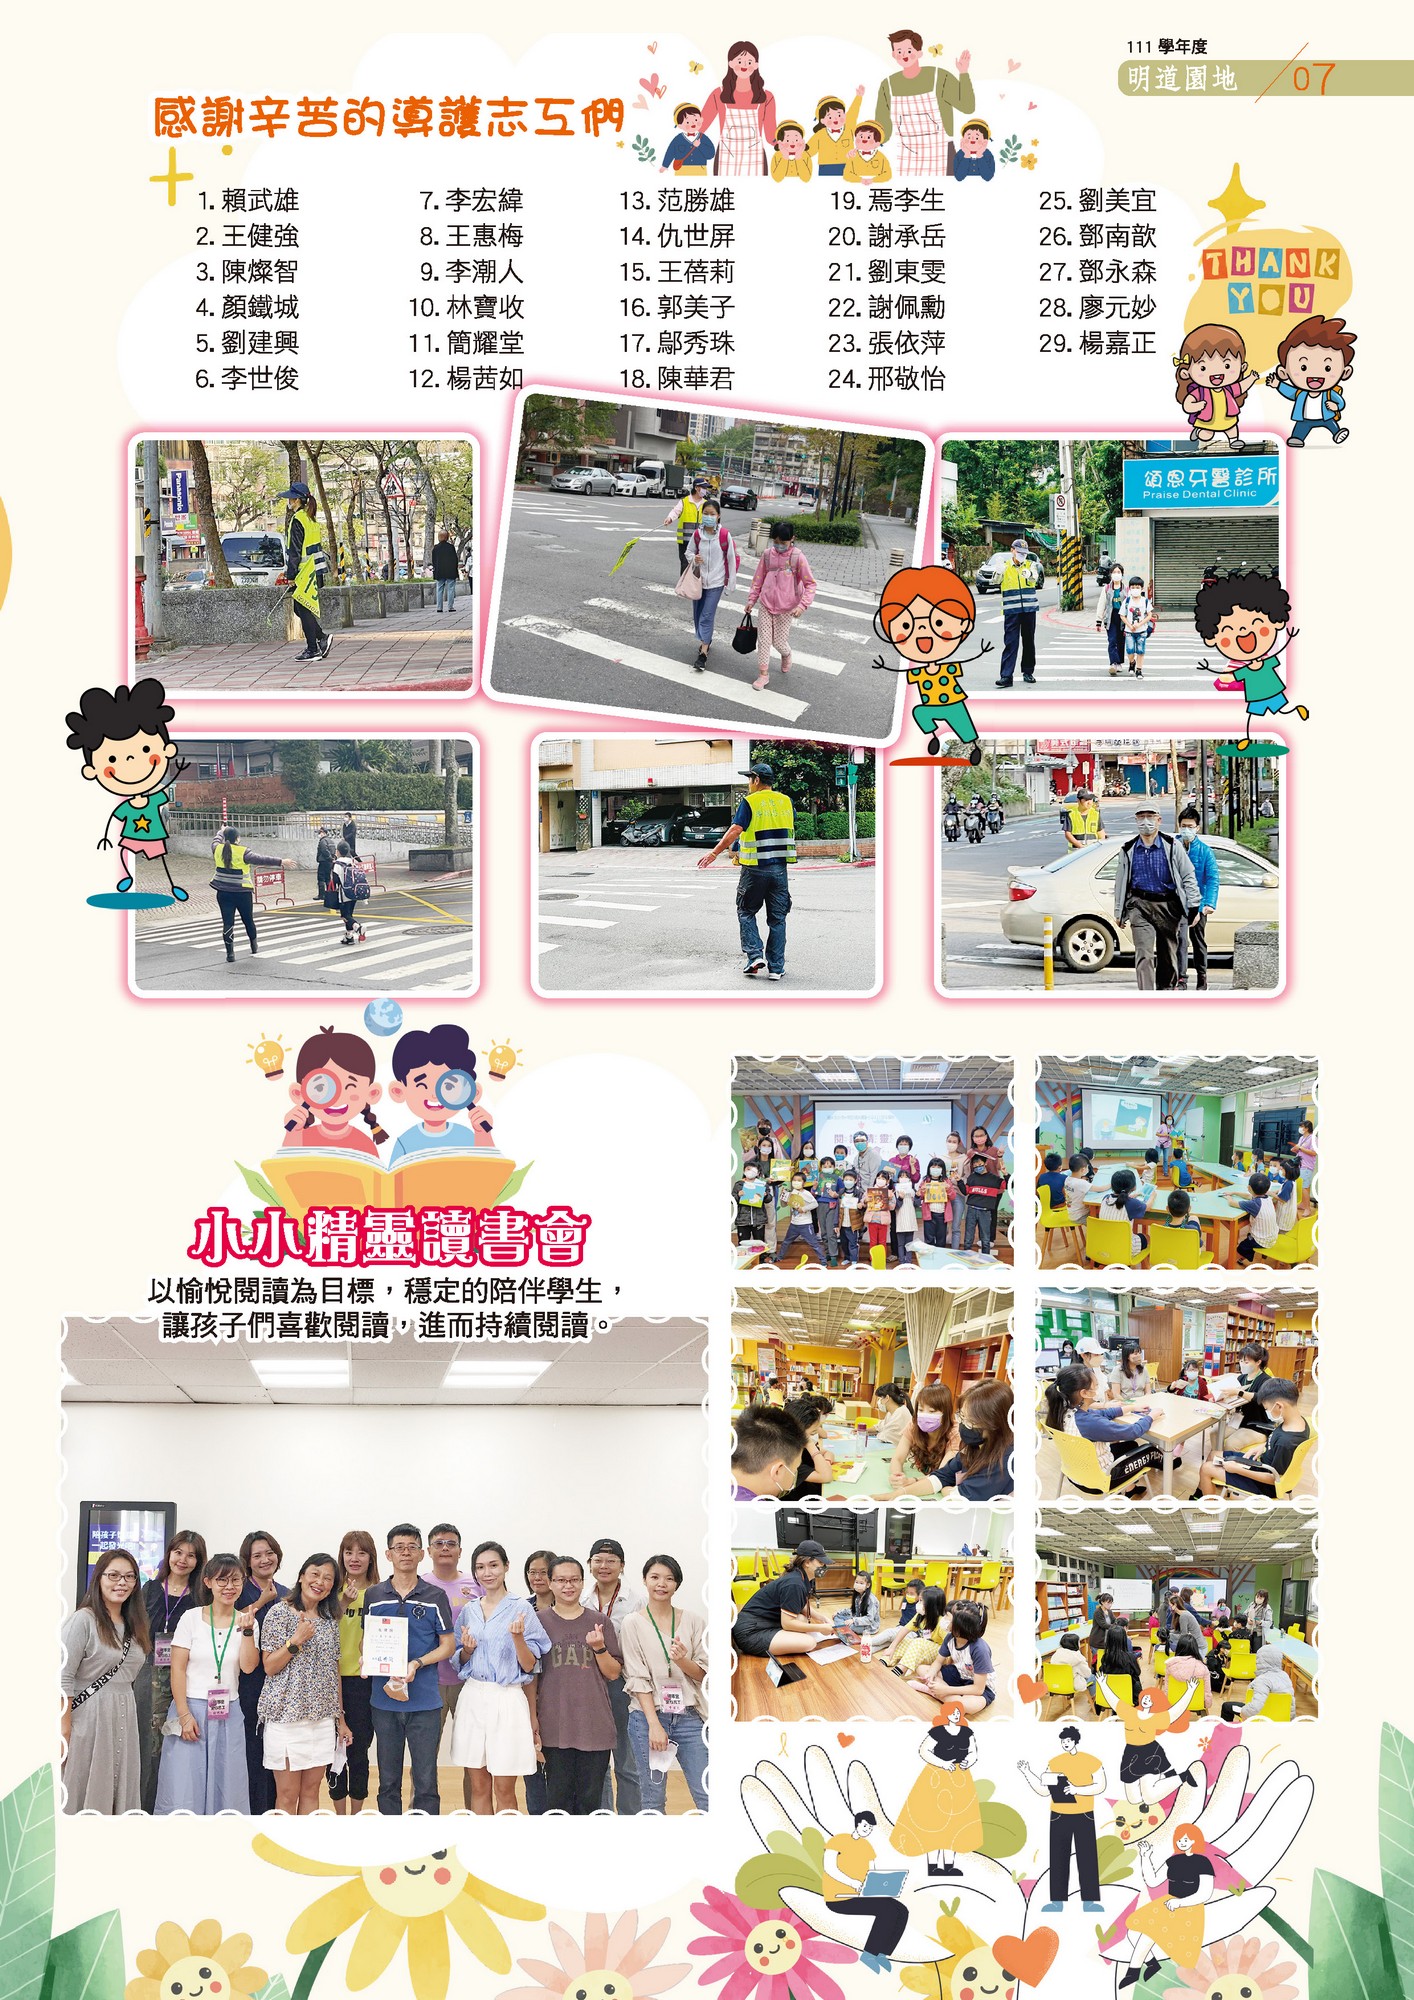 111 學年度
明道園地 07
感謝辛苦的導護志工們
1. 賴武雄
2. 王健強
3. 陳燦智
4. 顏鐵城
5. 劉建興
6. 李世俊
7. 李宏緯
8. 王惠梅
9. 李潮人
10. 林寶收
11. 簡耀堂
12. 楊茜如
13. 范勝雄
14. 仇世屏
15. 王蓓莉
16. 郭美子
17. 鄔秀珠
18. 陳華君
19. 焉李生
20. 謝承岳
21. 劉東雯
22. 謝佩勳
23. 張依萍
24. 邢敬怡
25. 劉美宜
26. 鄧南歆
27. 鄧永森
28. 廖元妙
29. 楊嘉正
THANK
YOU
Panasonic
頌恩牙醫診所
Praise Dental Clinic
小小精靈讀書會
以愉悅閱讀為目標，穩定的陪伴學生，
讓孩子們喜歡閱讀，進而持續閱讀。
一起發光
GAP
BULLS